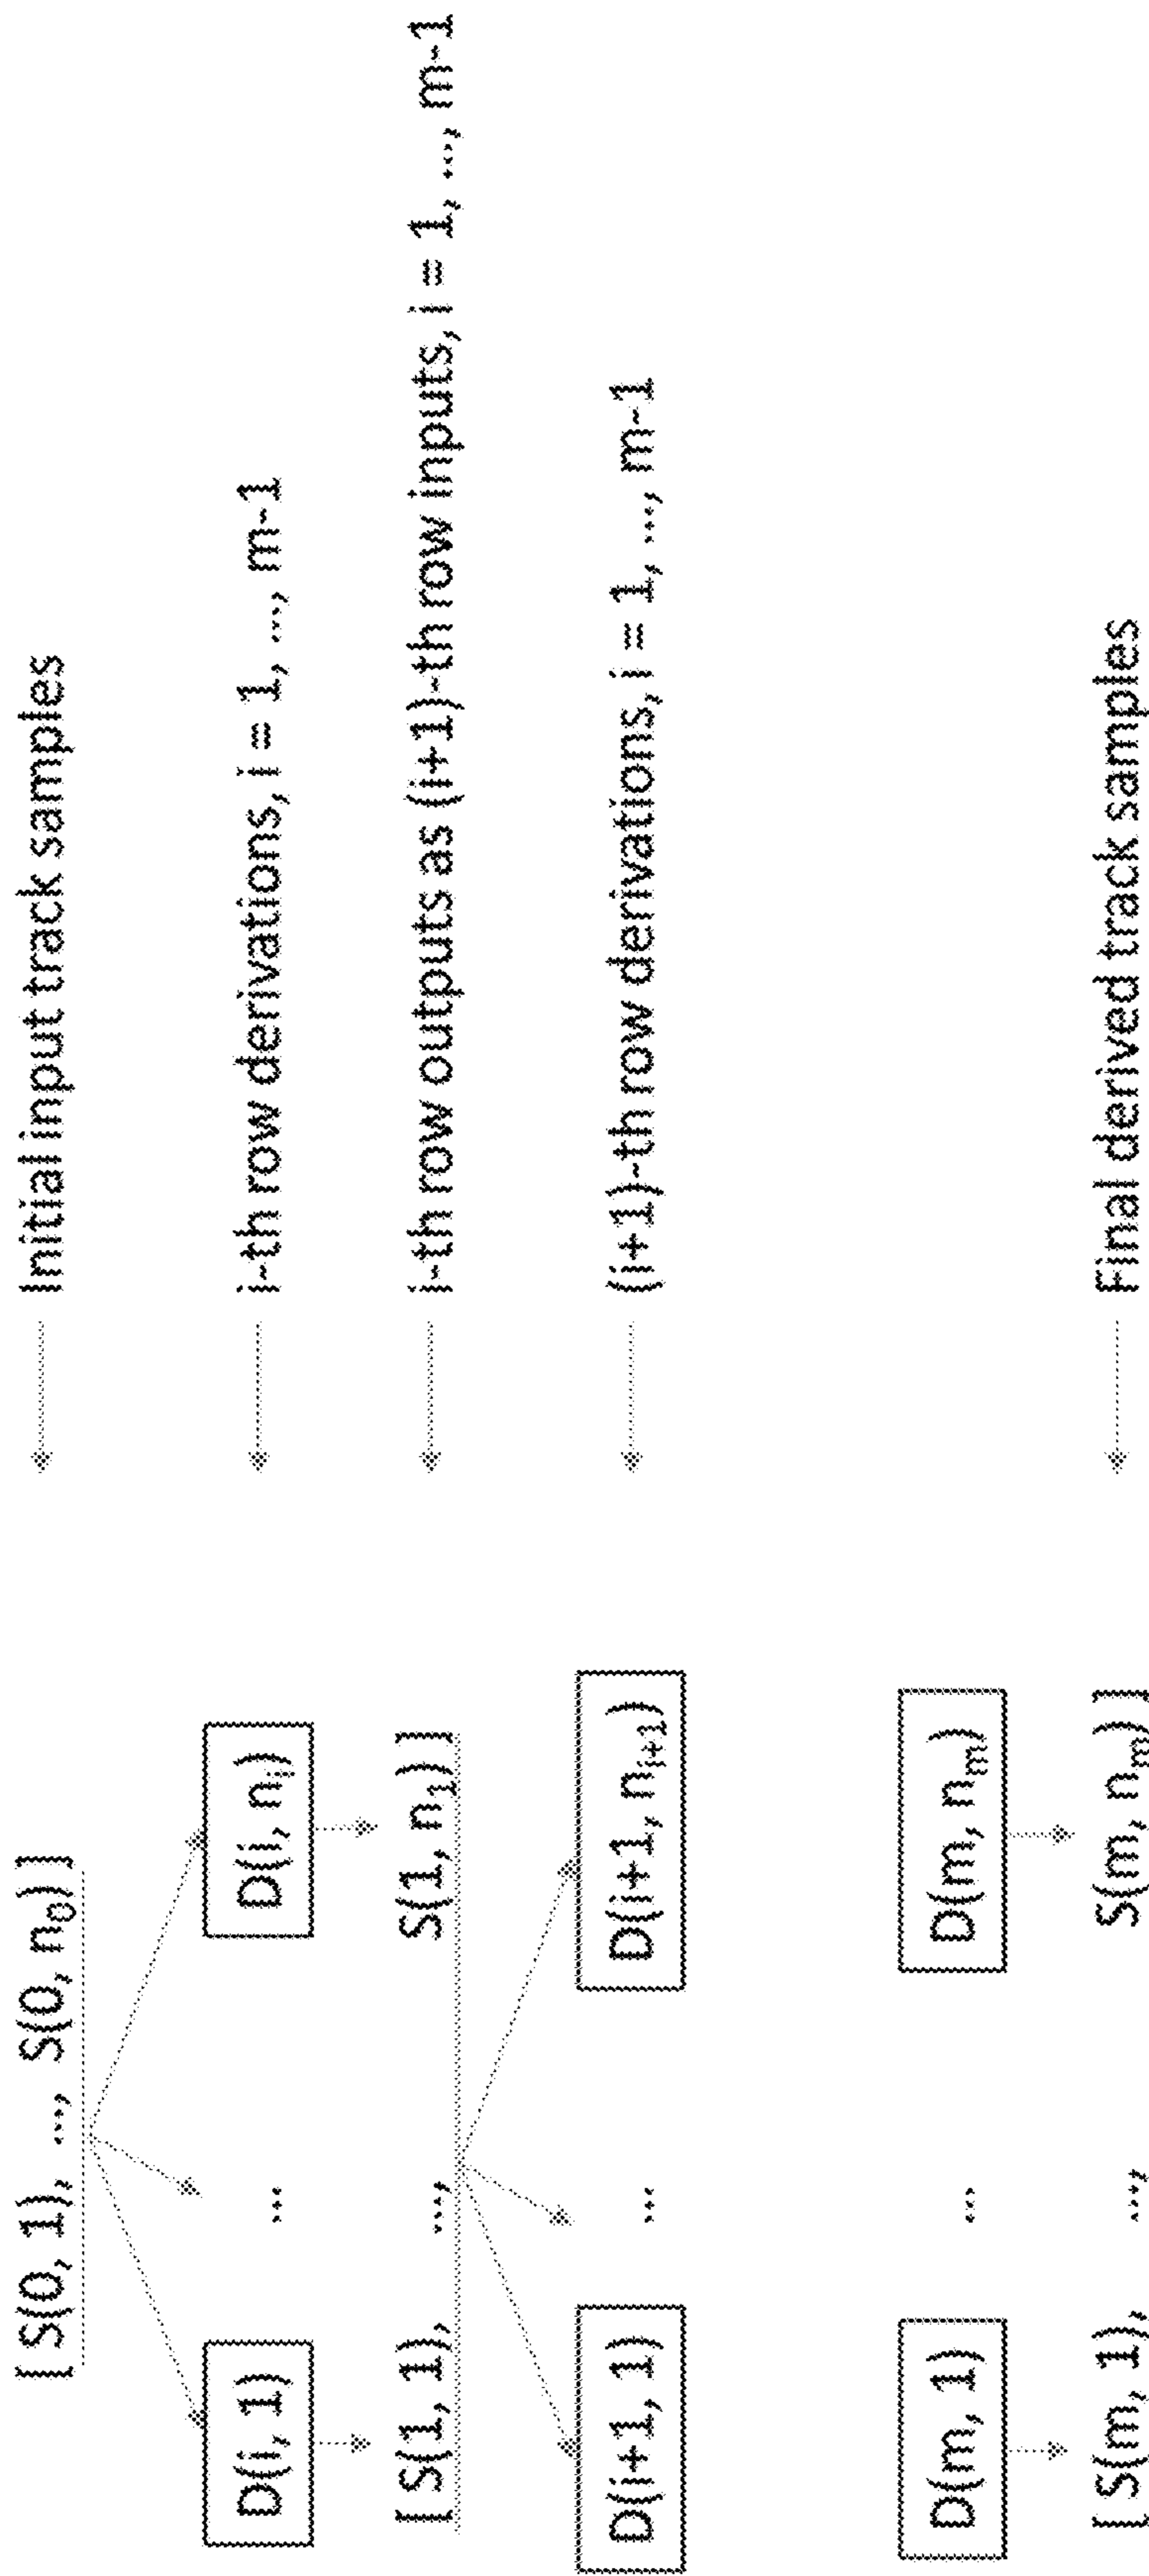 [ S(0, 1), ..., S(0, n₀) ] Initial input track samples
D(i, 1) ... D(i, nᵢ) i-th row derivations, i = 1, ..., m-1
[ S(1, 1), ..., S(1, n₁) ] i-th row outputs as (i+1)-th row inputs, i = 1, ..., m-1
D(i+1, 1) ... D(i+1, nᵢ₊₁) (i+1)-th row derivations, i = 1, ..., m-1
D(m, 1) ... D(m, nₘ)
[ S(m, 1), ..., S(m, nₘ) ] Final derived track samples